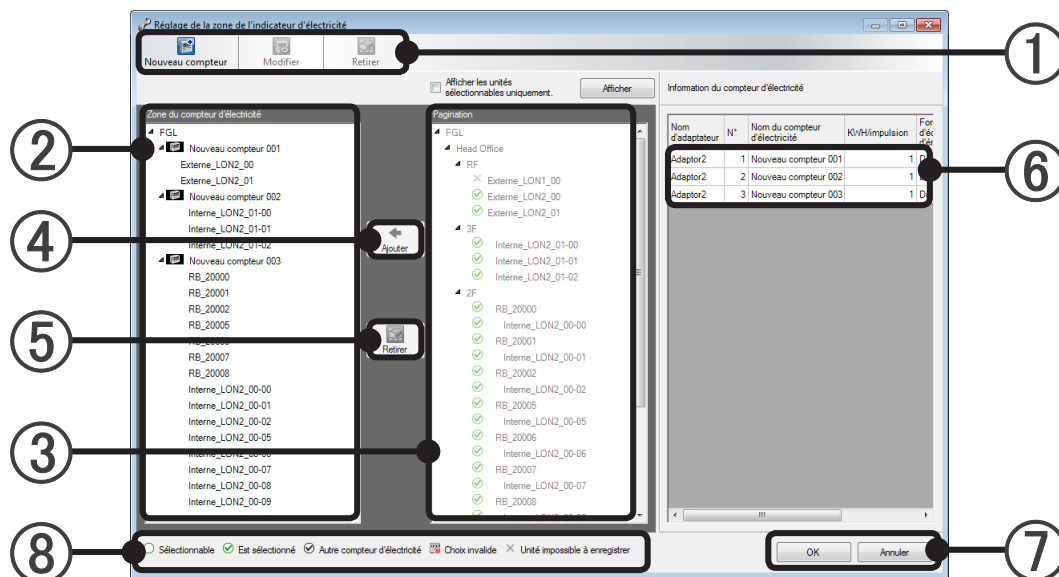 Réglage de la zone de l'indicateur d'électricité
Nouveau compteur Modifier Retirer
1
Afficher les unités
sélectionnables uniquement.
Afficher
Information du compteur d'électricité
Zone du compteur d'électricité
FGL
Nouveau compteur 001
Externe_LON2_00
Externe_LON2_01
Nouveau compteur 002
Interne_LON2_01-00
Interne_LON2_01-01
Interne_LON2_01-02
Nouveau compteur 003
RB_20000
RB_20001
RB_20002
RB_20005
RB_20007
RB_20008
Interne_LON2_00-00
Interne_LON2_00-01
Interne_LON2_00-02
Interne_LON2_00-05
Interne_LON2_00-07
Interne_LON2_00-08
Interne_LON2_00-09
2
4
Ajouter
5
Retirer
3
Pagination
FGL
Head Office
RF
Externe_LON1_00
Externe_LON2_00
Externe_LON2_01
3F
Interne_LON2_01-00
Interne_LON2_01-01
Interne_LON2_01-02
2F
RB_20000
Interne_LON2_00-00
RB_20001
Interne_LON2_00-01
RB_20002
Interne_LON2_00-02
RB_20005
Interne_LON2_00-05
RB_20006
Interne_LON2_00-06
RB_20007
Interne_LON2_00-07
RB_20008
Nom
d'adaptateur
N°
Nom du compteur
d'électricité
KWH/impulsion
For
d'éc
d'én
Adaptor2 1 Nouveau compteur 001 1 D
Adaptor2 2 Nouveau compteur 002 1
Adaptor2 3 Nouveau compteur 003 1 D
6
8
Sélectionnable Est sélectionné Autre compteur d'électricité Choix invalide Unité impossible à enregistrer
OK Annuler
7